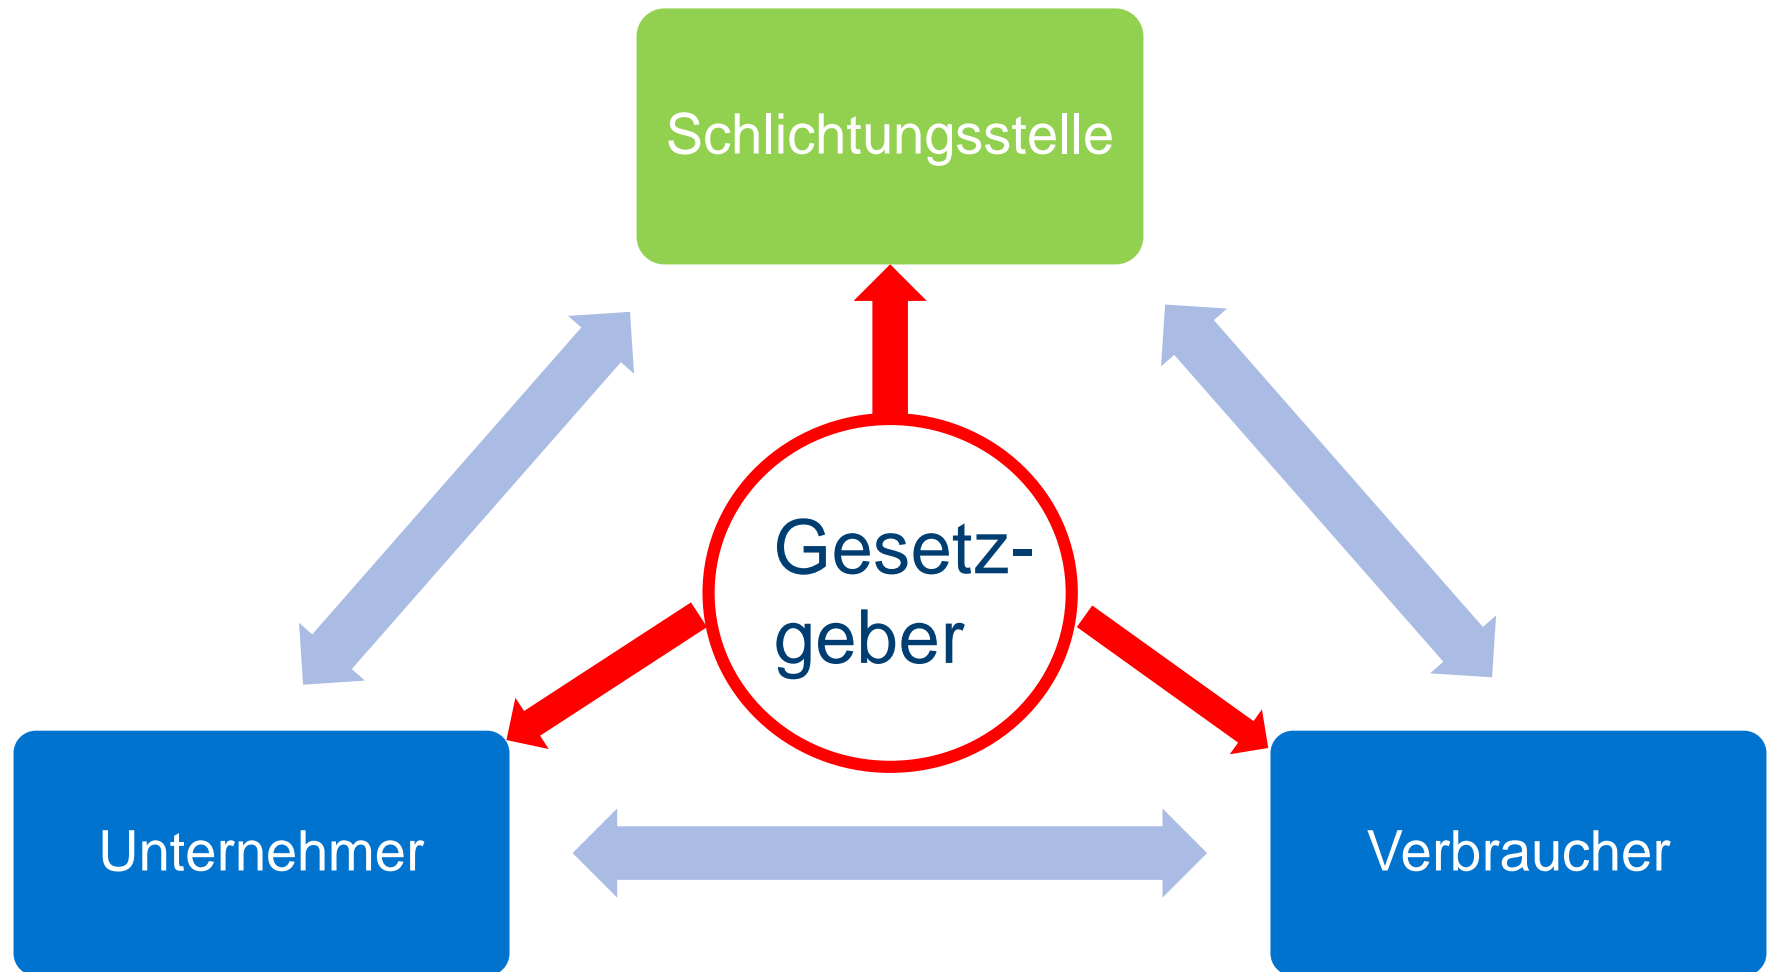 Schlichtungsstelle
Gesetz-
geber
Unternehmer
Verbraucher